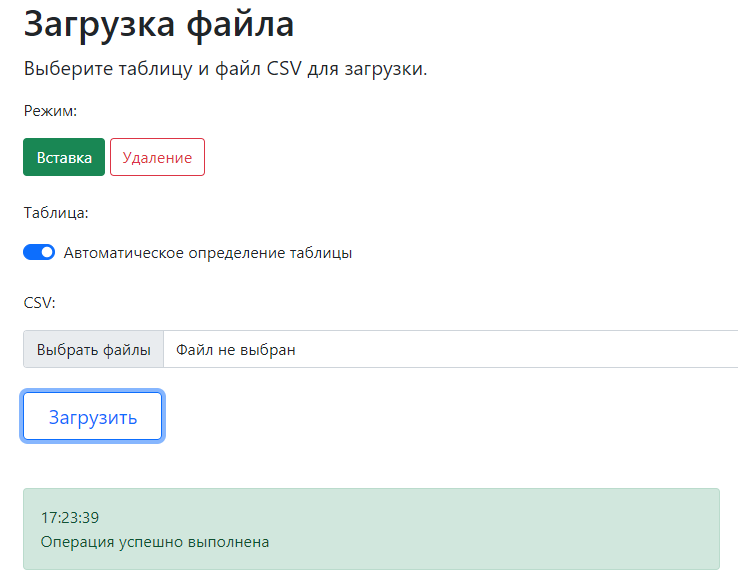 Загрузка файла
Выберите таблицу и файл CSV для загрузки.
Режим:
Вставка Удаление
Таблица:
Автоматическое определение таблицы
CSV:
Выбрать файлы Файл не выбран
Загрузить
17:23:39
Операция успешно выполнена